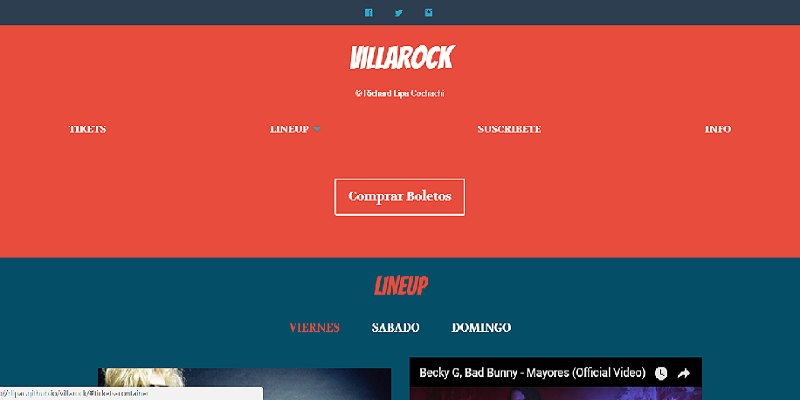 VILLAROCK
© Richard Lipa Cochachi
TIKETS LINEUP SUSCRIBETE INFO
Comprar Boletos
LINEUP
VIERNES SABADO DOMINGO
Becky G, Bad Bunny - Mayores (Official Video)